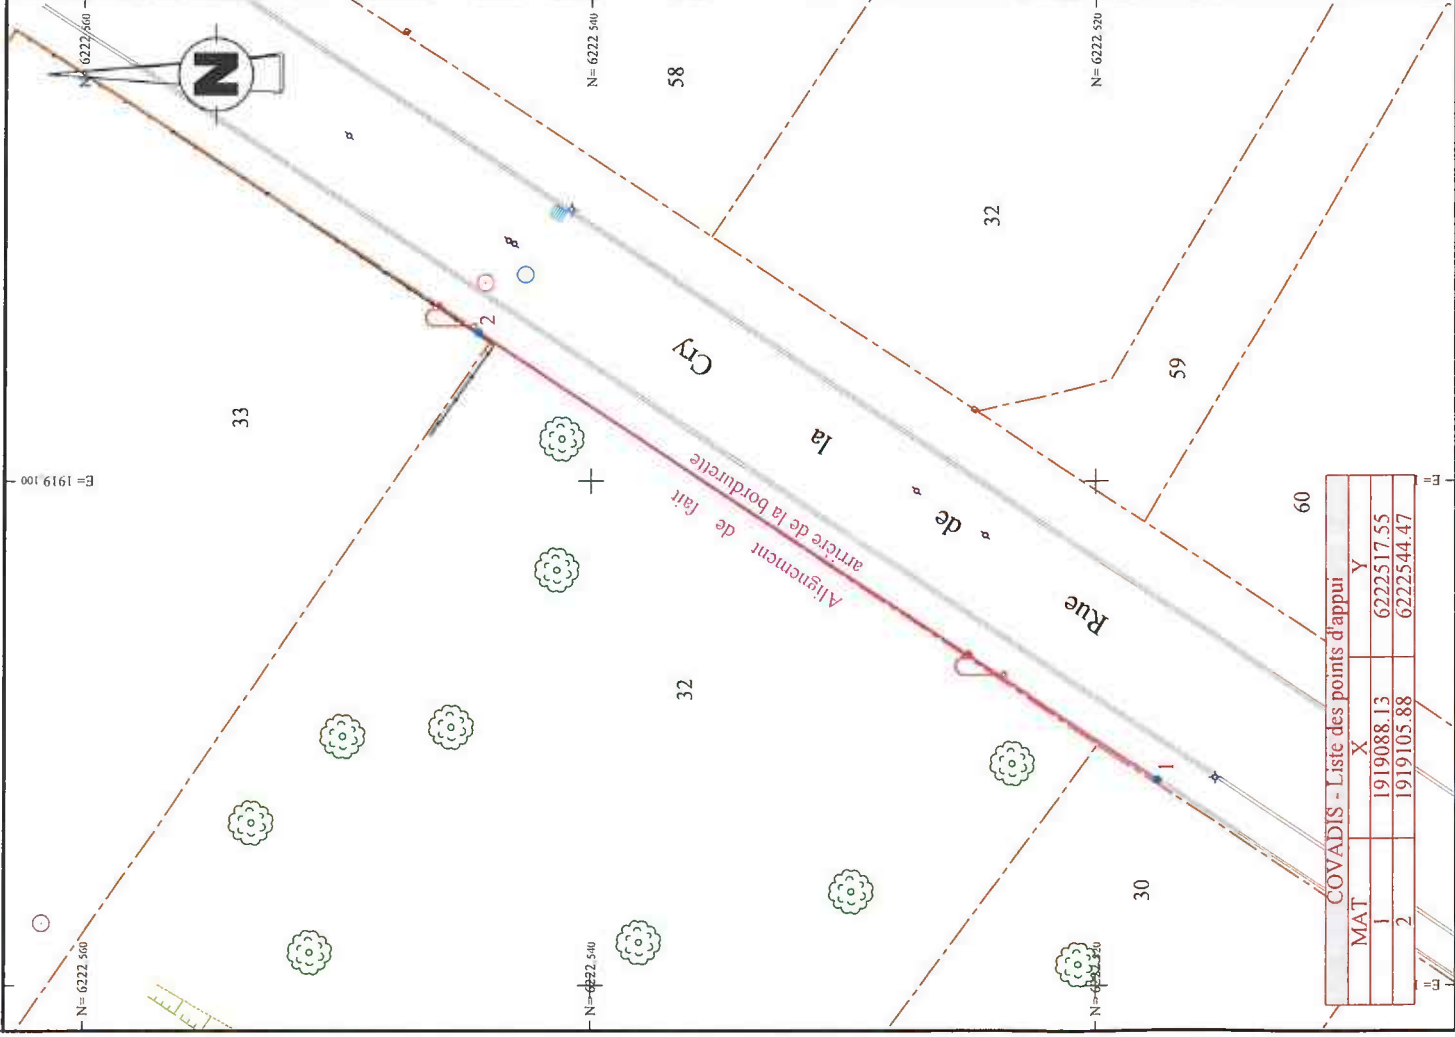 N= 6222 560
N= 6222 540
N= 6222 520
N
58
32
59
60
33
2
E= 1919 100
Rue de la Cry
Alignement de fait
arrière de la bordurette
32
1
30
N= 6222 560
N= 6222 540
N= 6222 520
E=
E=
COVADIS - Liste des points d'appui
MAT X Y
1 1919088.13 6222517.55
2 1919105.88 6222544.47